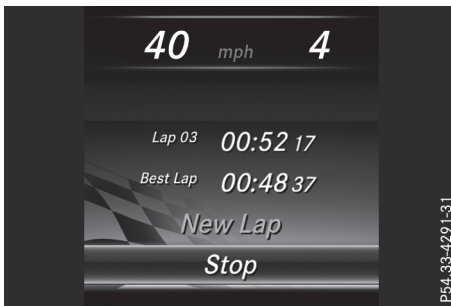 40 mph 4
Lap 03 00:52 17
Best Lap 00:48 37
New Lap
Stop
P54.33-4291-31